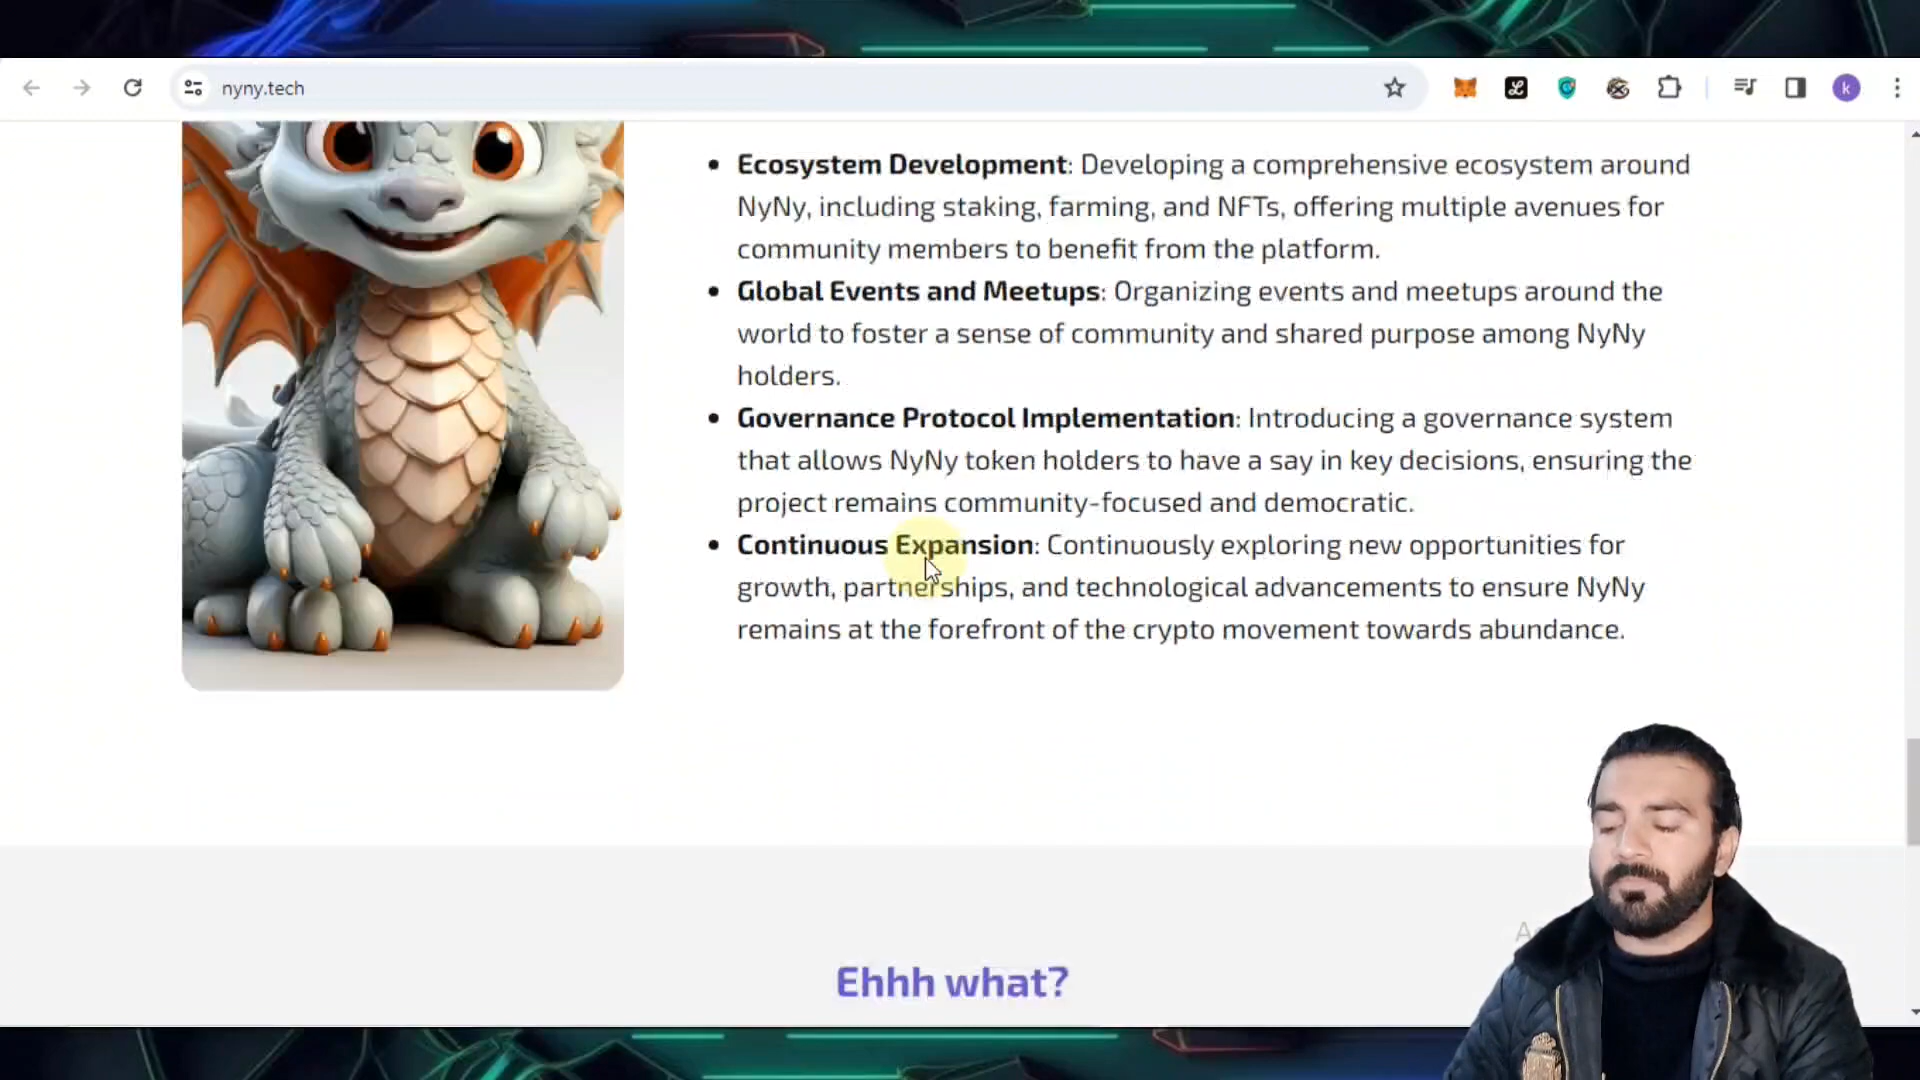 nyny.tech
k
• Ecosystem Development: Developing a comprehensive ecosystem around
NyNy, including staking, farming, and NFTs, offering multiple avenues for
community members to benefit from the platform.
• Global Events and Meetups: Organizing events and meetups around the
world to foster a sense of community and shared purpose among NyNy
holders.
• Governance Protocol Implementation: Introducing a governance system
that allows NyNy token holders to have a say in key decisions, ensuring the
project remains community-focused and democratic.
• Continuous Expansion: Continuously exploring new opportunities for
growth, partnerships, and technological advancements to ensure NyNy
remains at the forefront of the crypto movement towards abundance.
Ehhh what?